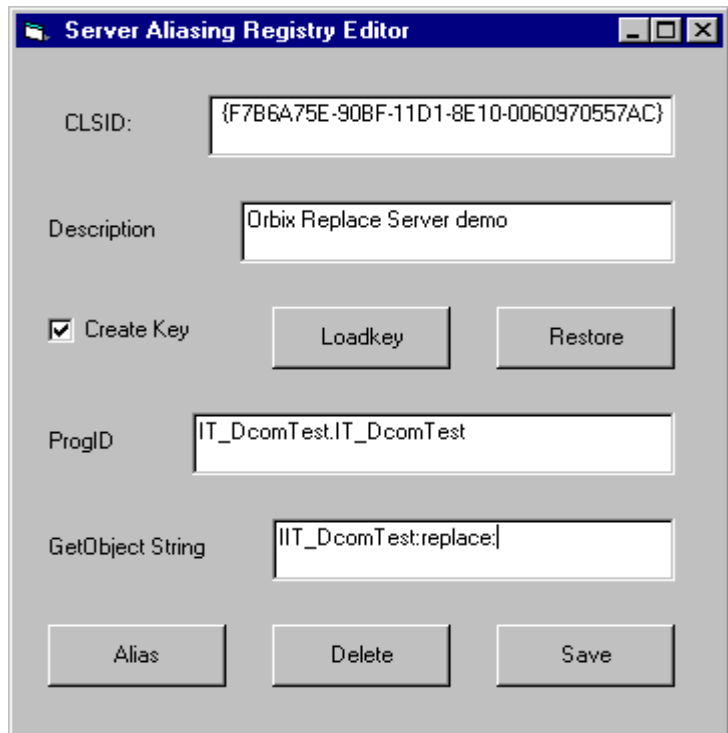 Server Aliasing Registry Editor
CLSID: {F7B6A75E-90BF-11D1-8E10-0060970557AC}
Description Orbix Replace Server demo
Create Key Loadkey Restore
ProgID IT_DcomTest.IT_DcomTest
GetObject String IIT_DcomTest:replace:
Alias Delete Save